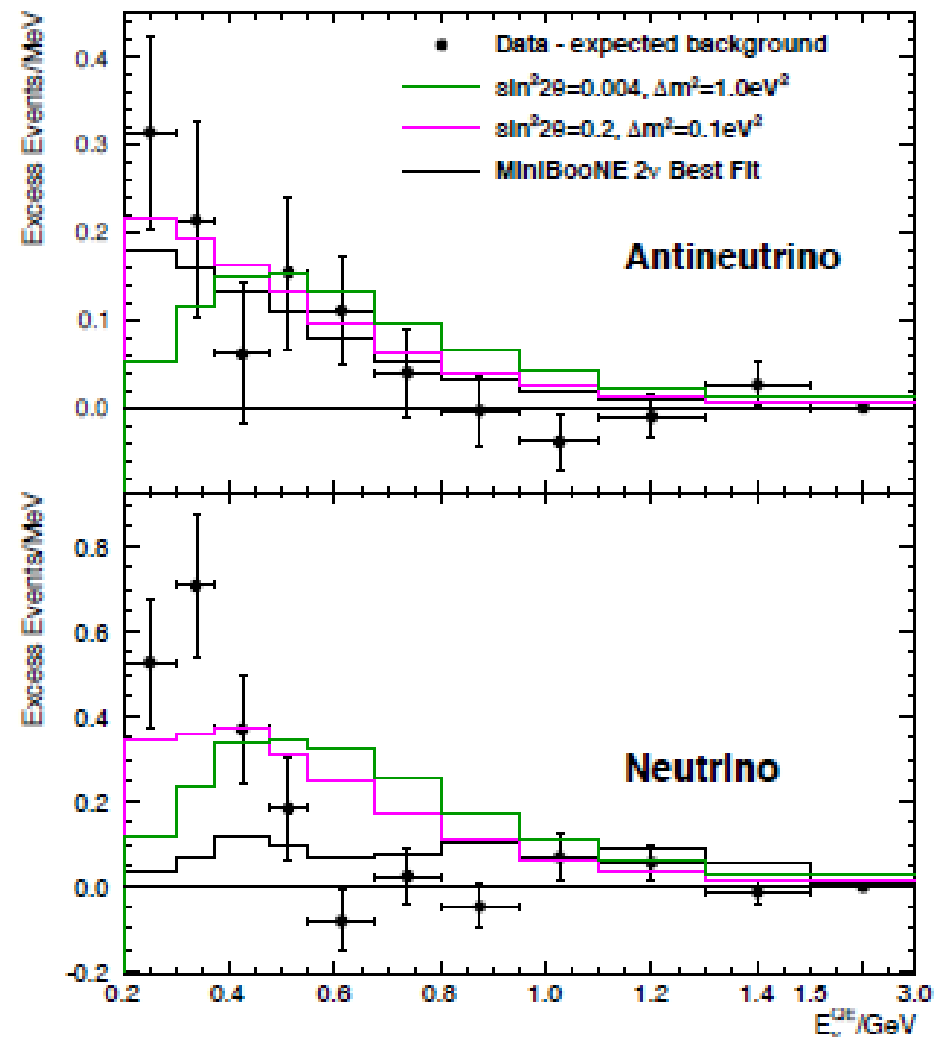 Excess Events/MeV
0.4
0.3
0.2
0.1
0.0
Data - expected background
sin²2θ=0.004, Δm²=1.0eV²
sin²2θ=0.2, Δm²=0.1eV²
MiniBooNE 2ν Best Fit
Antineutrino
Excess Events/MeV
0.8
0.6
0.4
0.2
0.0
-0.2
Neutrino
0.2 0.4 0.6 0.8 1.0 1.2 1.4 1.5 3.0
E_ν^QE/GeV